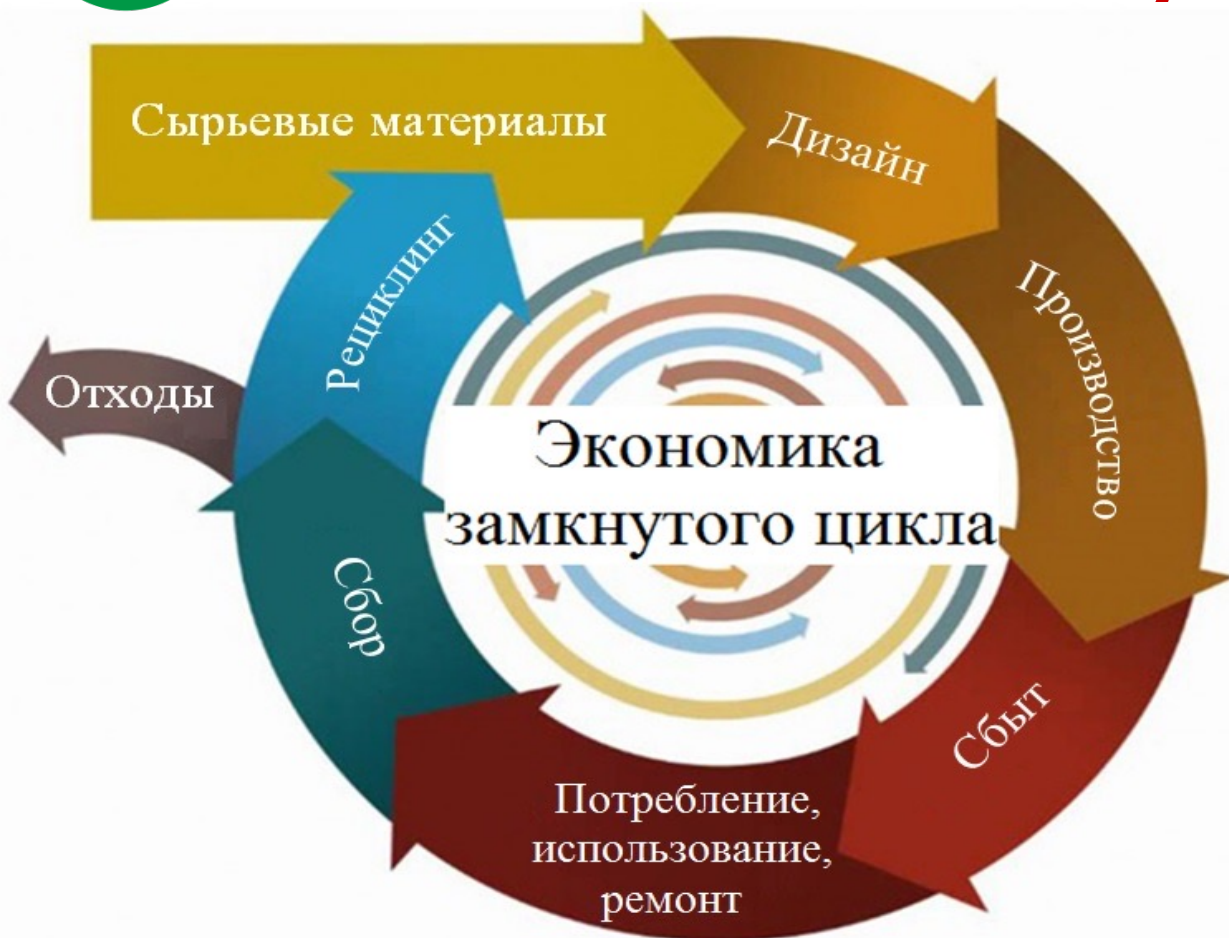 Сырьевые материалы
Дизайн
Производство
Сбыт
Потребление,
использование,
ремонт
Сбор
Рециклинг
Отходы
Экономика
замкнутого цикла